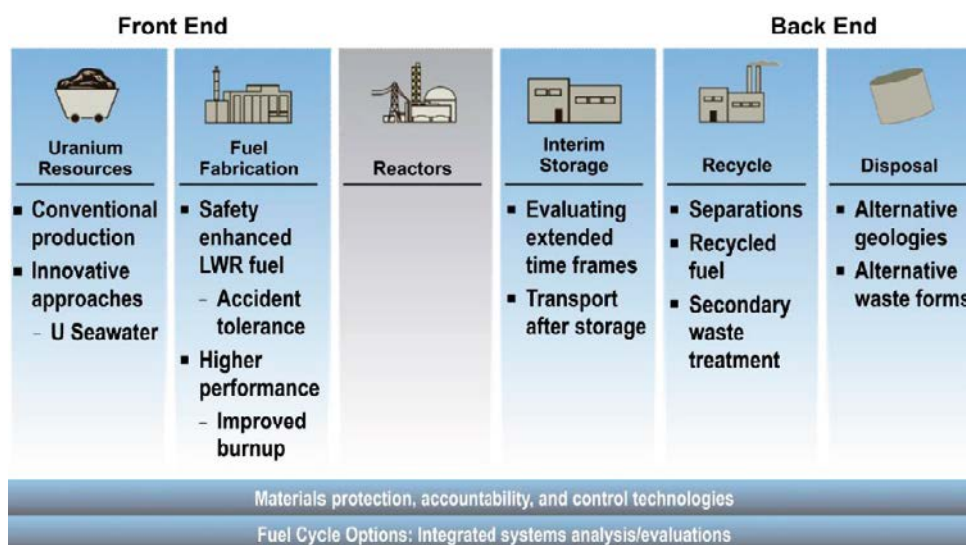 Front End
Back End
Uranium
Resources
■ Conventional
production
■ Innovative
approaches
– U Seawater
Fuel
Fabrication
■ Safety
enhanced
LWR fuel
– Accident
tolerance
■ Higher
performance
– Improved
burnup
Reactors
Interim
Storage
■ Evaluating
extended
time frames
■ Transport
after storage
Recycle
■ Separations
■ Recycled
fuel
■ Secondary
waste
treatment
Disposal
■ Alternative
geologies
■ Alternative
waste forms
Materials protection, accountability, and control technologies
Fuel Cycle Options: Integrated systems analysis/evaluations